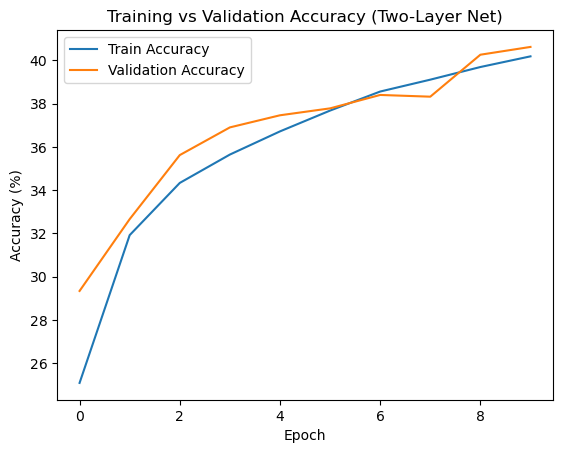 Training vs Validation Accuracy (Two-Layer Net)
Train Accuracy
Validation Accuracy
Accuracy (%)
40
38
36
34
32
30
28
26
0
2
4
6
8
Epoch